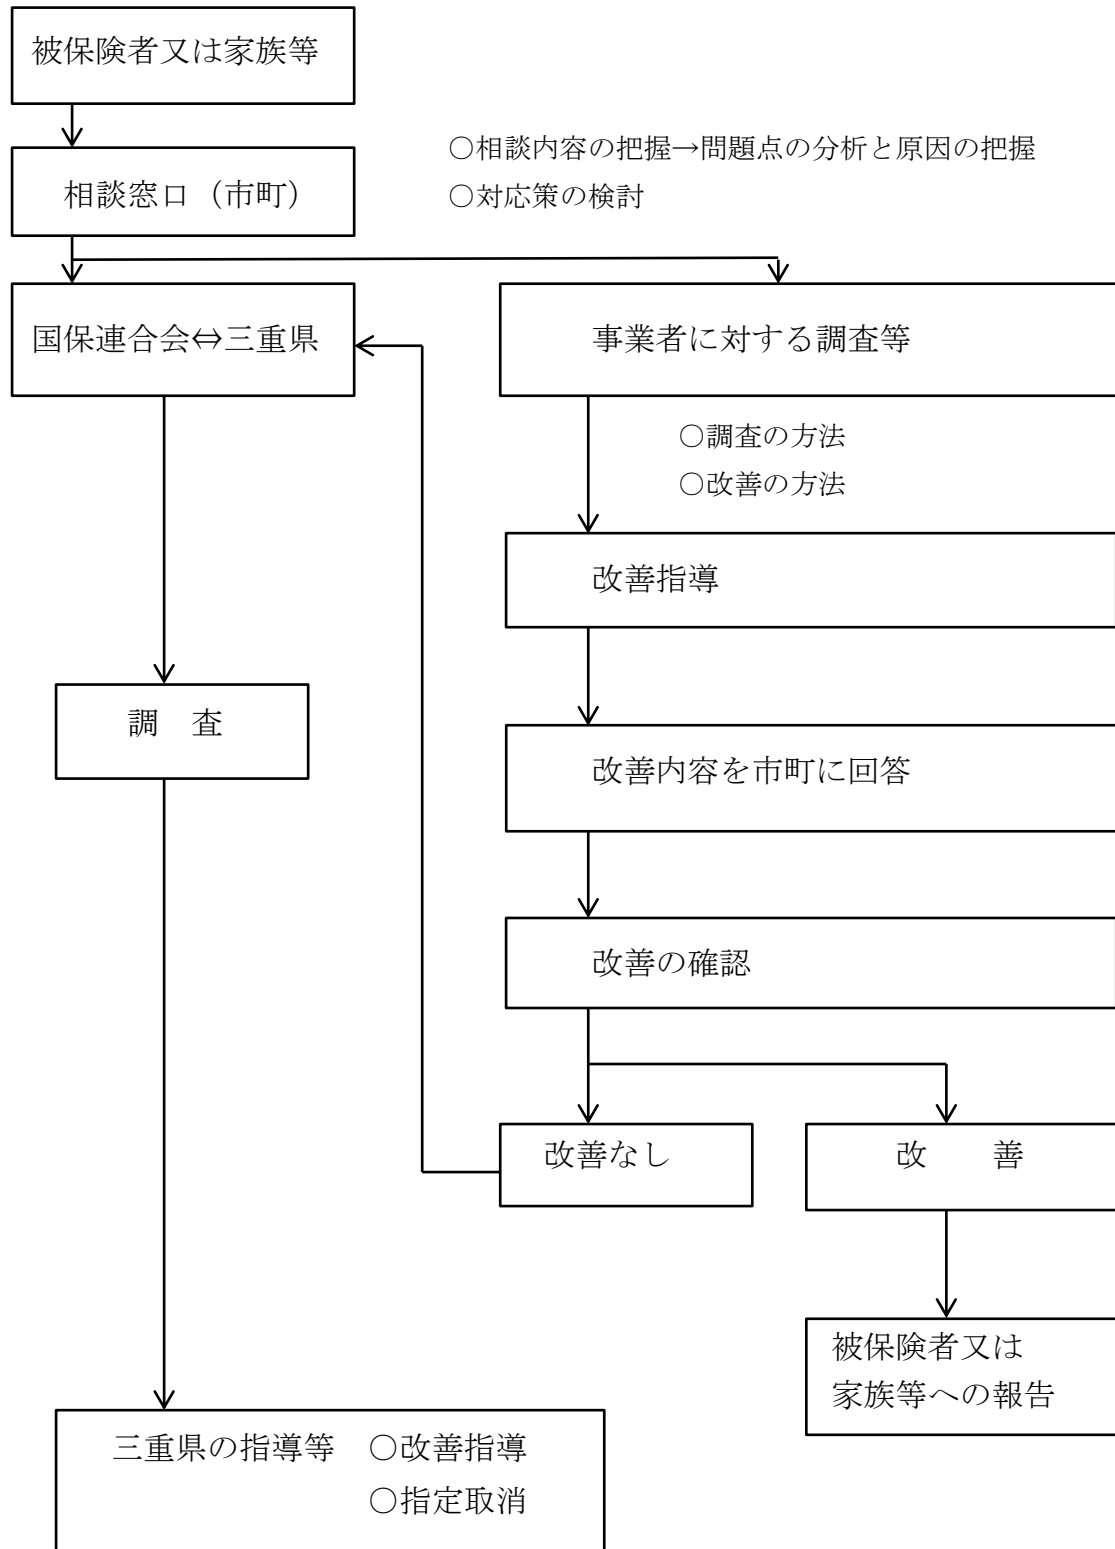 被保険者又は家族等
相談窓口（市町）
○相談内容の把握→問題点の分析と原因の把握
○対応策の検討
国保連合会⇔三重県
事業者に対する調査等
○調査の方法
○改善の方法
改善指導
調　査
改善内容を市町に回答
改善の確認
改善なし
改　　善
被保険者又は
家族等への報告
三重県の指導等　○改善指導
○指定取消